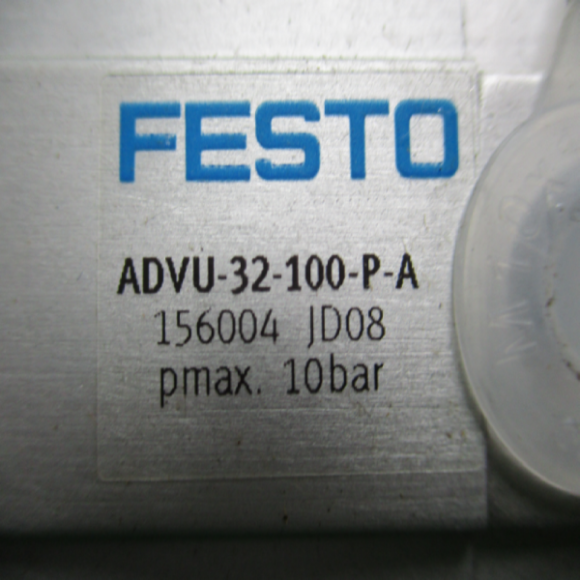 FESTO
ADVU-32-100-P-A
156004 JD08
pmax. 10bar